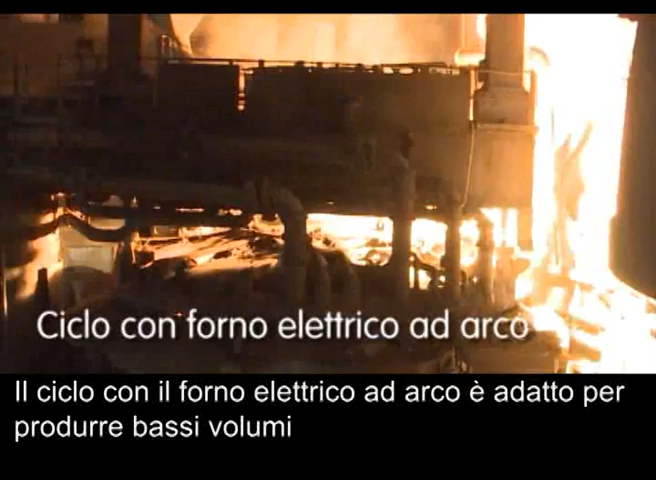 Ciclo con forno elettrico ad arco
Il ciclo con il forno elettrico ad arco è adatto per
produrre bassi volumi